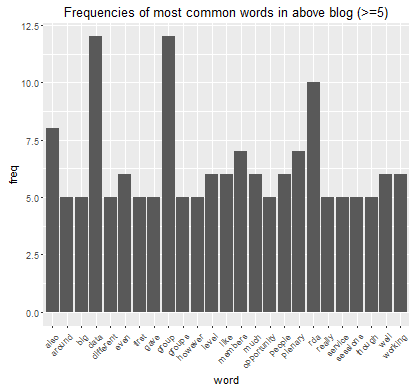 Frequencies of most common words in above blog (>=5)
12.5
10.0
7.5
5.0
2.5
0.0
freq
also
around
big
data
different
even
first
gave
group
groups
however
level
like
members
much
opportunity
people
plenary
rda
really
service
sessions
though
well
working
word